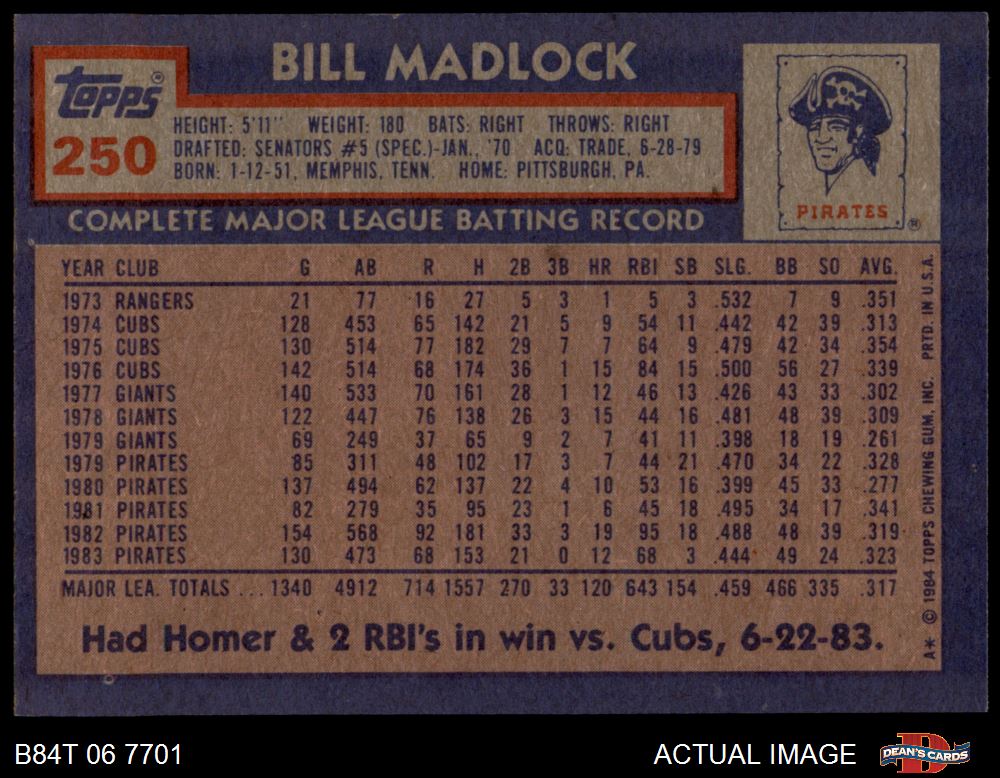 BILL MADLOCK
Topps®
250
HEIGHT: 5'11" WEIGHT: 180 BATS: RIGHT THROWS: RIGHT
DRAFTED: SENATORS #5 (SPEC.)-JAN., '70 ACQ: TRADE, 6-28-79
BORN: 1-12-51, MEMPHIS, TENN. HOME: PITTSBURGH, PA.
PIRATES ®
COMPLETE MAJOR LEAGUE BATTING RECORD
YEAR CLUB G AB R H 2B 3B HR RBI SB SLG. BB SO AVG.
1973 RANGERS 21 77 16 27 5 3 1 5 3 .532 7 9 .351
1974 CUBS 128 453 65 142 21 5 9 54 11 .442 42 39 .313
1975 CUBS 130 514 77 182 29 7 7 64 9 .479 42 34 .354
1976 CUBS 142 514 68 174 36 1 15 84 15 .500 56 27 .339
1977 GIANTS 140 533 70 161 28 1 12 46 13 .426 43 33 .302
1978 GIANTS 122 447 76 138 26 3 15 44 16 .481 48 39 .309
1979 GIANTS 69 249 37 65 9 2 7 41 11 .398 18 19 .261
1979 PIRATES 85 311 48 102 17 3 7 44 21 .470 34 22 .328
1980 PIRATES 137 494 62 137 22 4 10 53 16 .399 45 33 .277
1981 PIRATES 82 279 35 95 23 1 6 45 18 .495 34 17 .341
1982 PIRATES 154 568 92 181 33 3 19 95 18 .488 48 39 .319
1983 PIRATES 130 473 68 153 21 0 12 68 3 .444 49 24 .323
MAJOR LEA. TOTALS ... 1340 4912 714 1557 270 33 120 643 154 .459 466 335 .317
Had Homer & 2 RBI's in win vs. Cubs, 6-22-83.
A* © 1984 TOPPS CHEWING GUM, INC. PRTD. IN U.S.A.
B84T 06 7701
ACTUAL IMAGE
DEAN'S CARDS